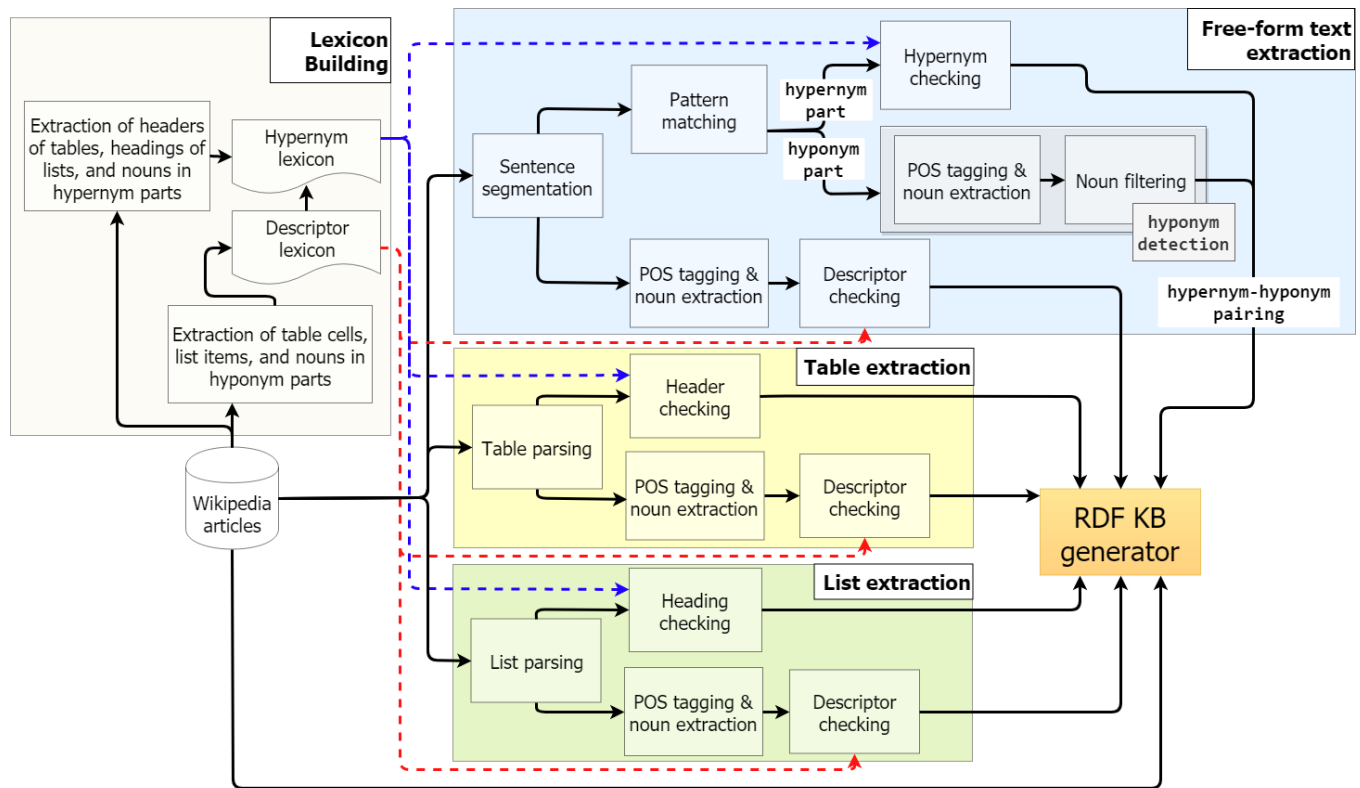 Lexicon
Building
Extraction of headers
of tables, headings of
lists, and nouns in
hypernym parts
Hypernym
lexicon
Descriptor
lexicon
Extraction of table cells,
list items, and nouns in
hyponym parts
Wikipedia
articles
Free-form text
extraction
Sentence
segmentation
Pattern
matching
hypernym
part
hyponym
part
Hypernym
checking
POS tagging &
noun extraction
Noun filtering
hyponym
detection
POS tagging &
noun extraction
Descriptor
checking
hypernym-hyponym
pairing
Table extraction
Table parsing
Header
checking
POS tagging &
noun extraction
Descriptor
checking
List extraction
List parsing
Heading
checking
POS tagging &
noun extraction
Descriptor
checking
RDF KB
generator